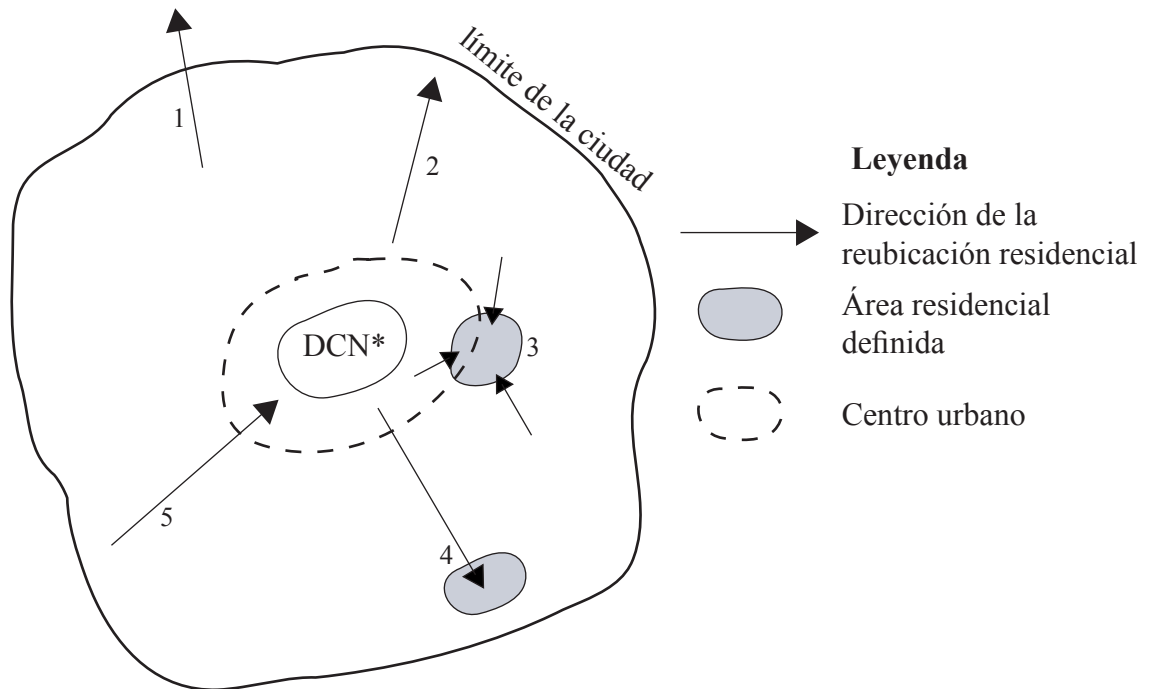 límite de la ciudad
1
2
DCN*
3
4
5
Leyenda
Dirección de la
reubicación residencial
Área residencial
definida
Centro urbano